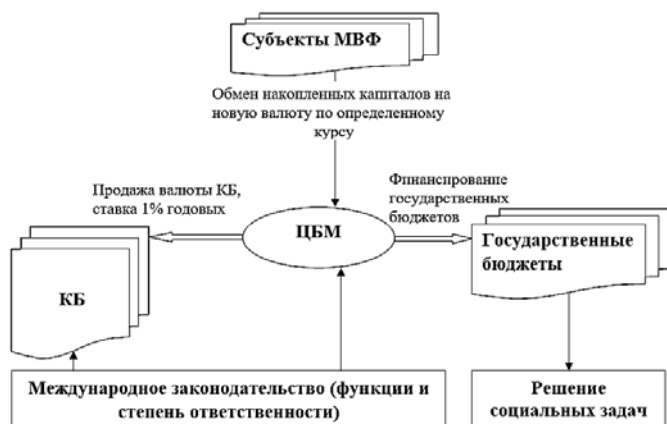 Субъекты МВФ
Обмен накопленных капиталов на
новую валюту по определенному
курсу
Продажа валюты КБ,
ставка 1% годовых
Финансирование
государственных
бюджетов
ЦБМ
КБ
Государственные
бюджеты
Международное законодательство (функции и
степень ответственности)
Решение
социальных задач